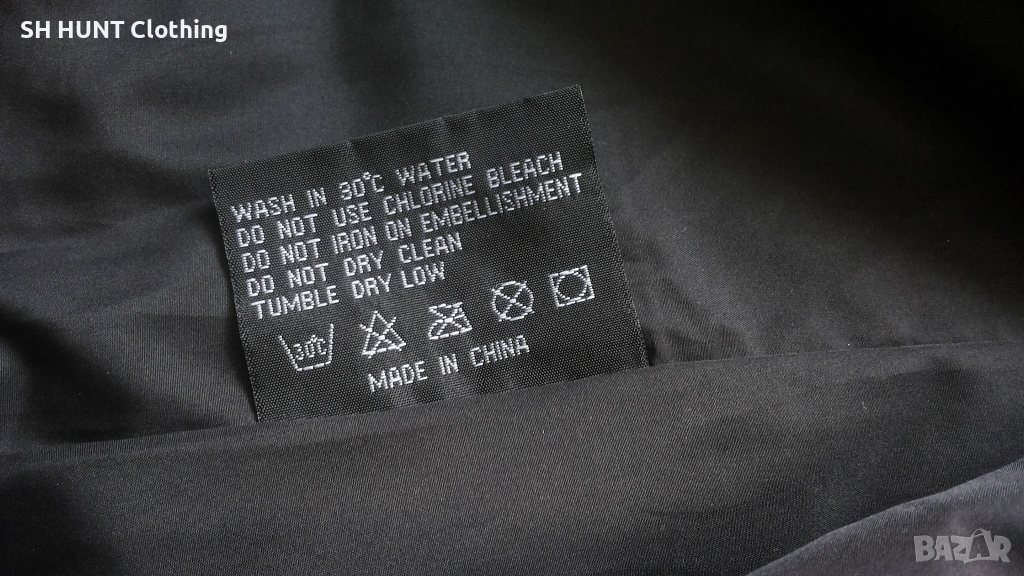 SH HUNT Clothing
WASH IN 30°C WATER
DO NOT USE CHLORINE BLEACH
DO NOT IRON ON EMBELLISHMENT
DO NOT DRY CLEAN
TUMBLE DRY LOW
30°c
MADE IN CHINA
BAZAR